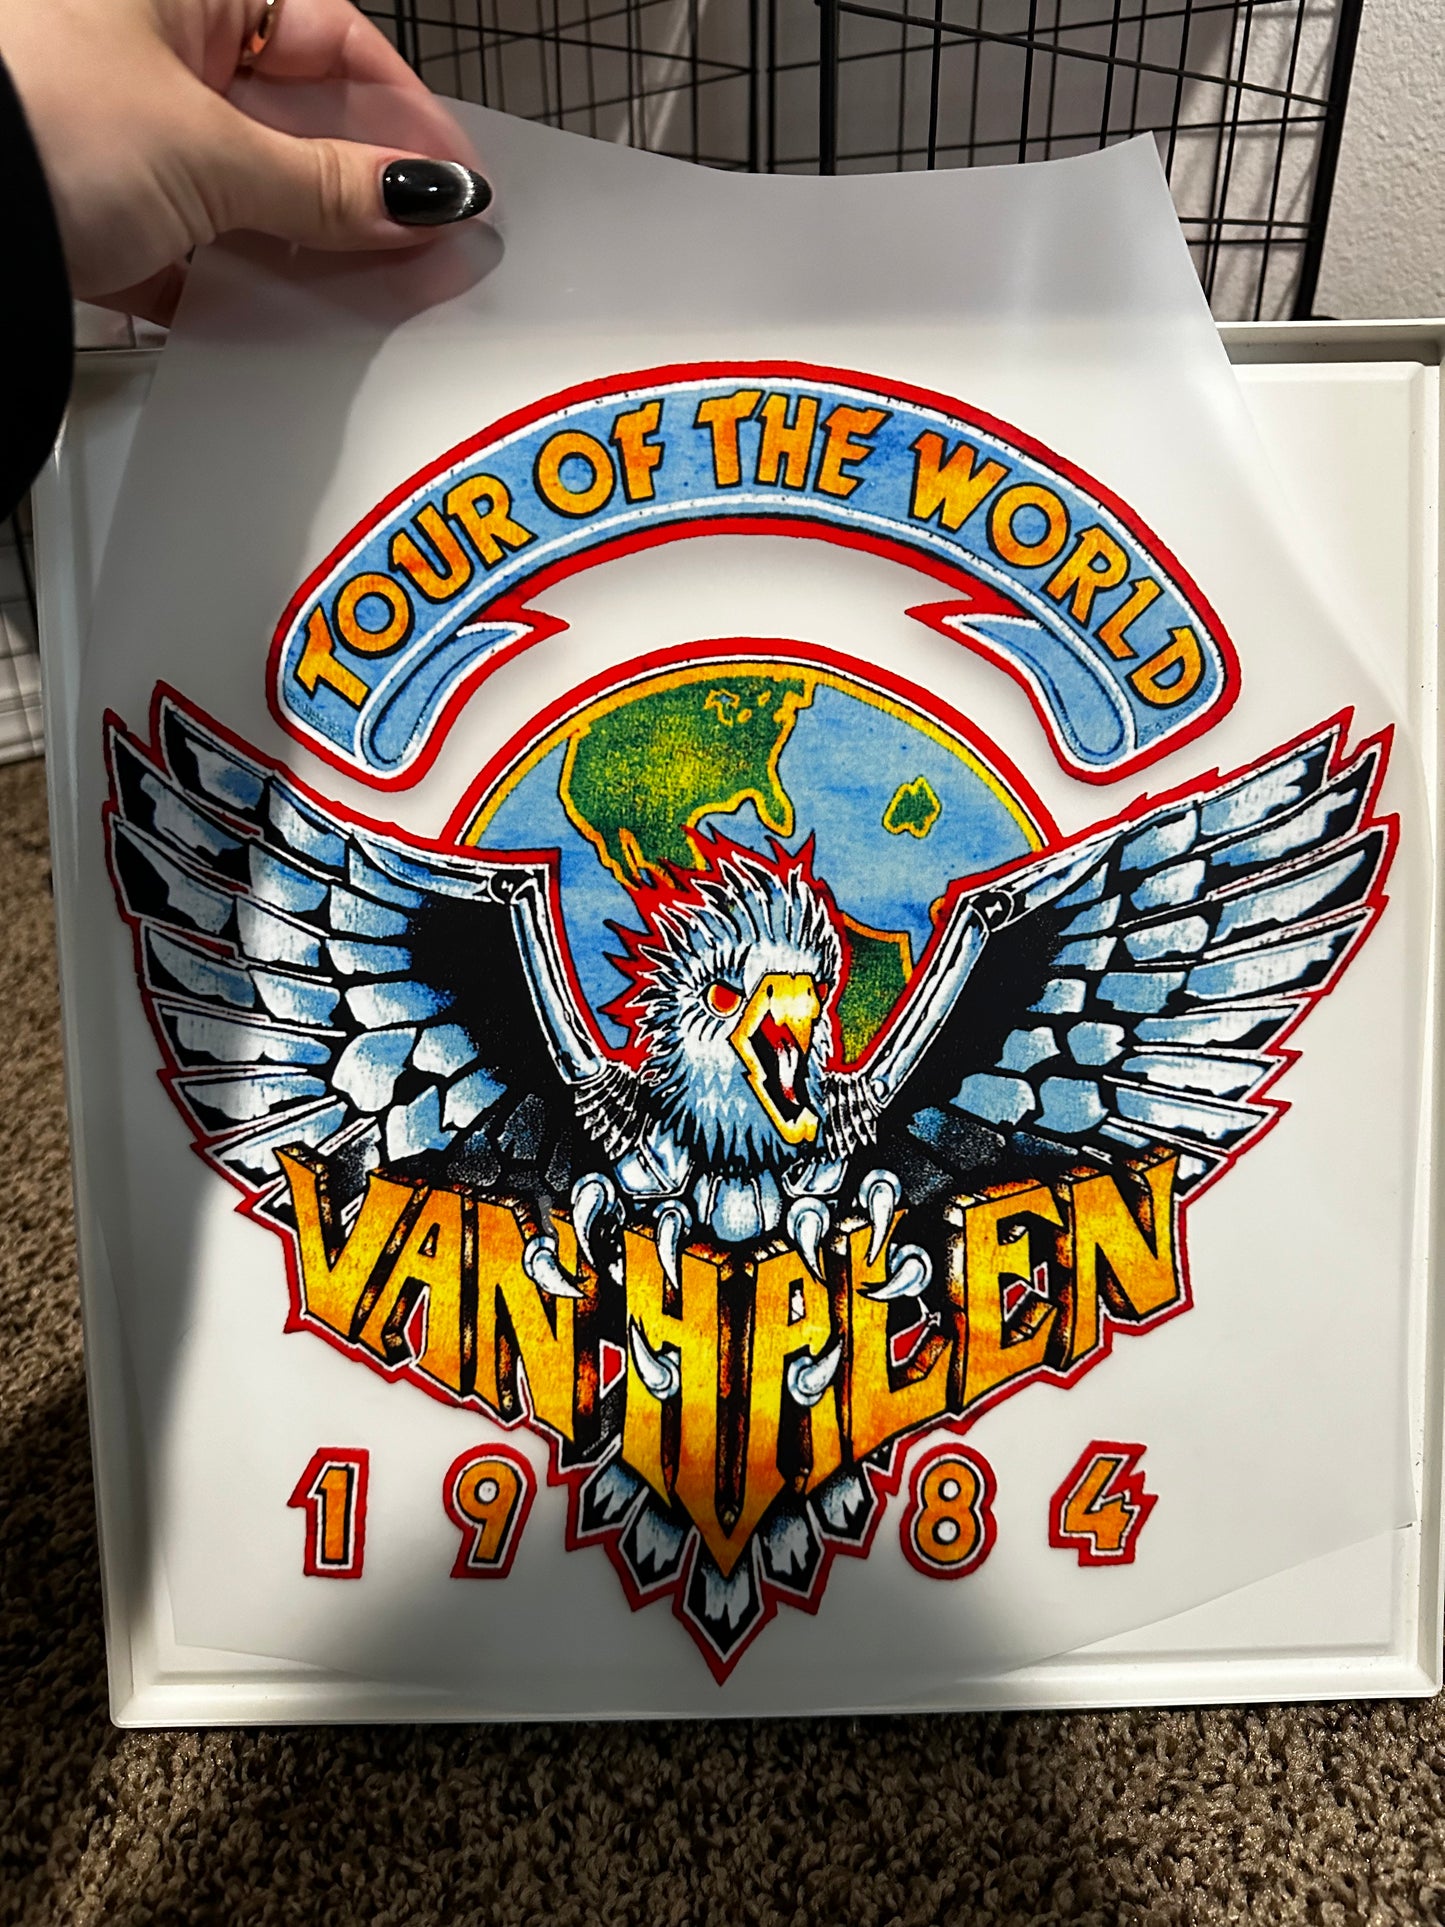 TOUR OF THE WORLD
VAN HALEN
1984